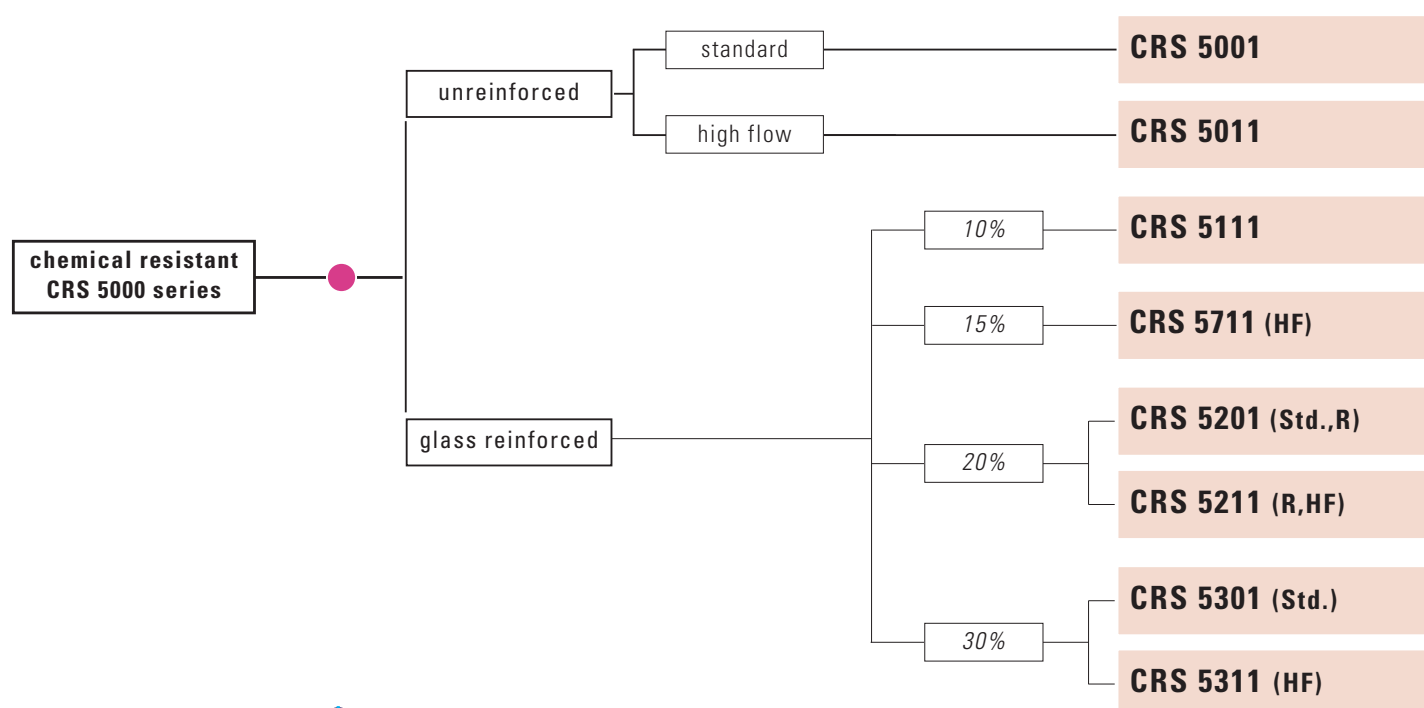 chemical resistant
CRS 5000 series
unreinforced
standard
CRS 5001
high flow
CRS 5011
glass reinforced
10%
CRS 5111
15%
CRS 5711 (HF)
20%
CRS 5201 (Std.,R)
CRS 5211 (R,HF)
30%
CRS 5301 (Std.)
CRS 5311 (HF)